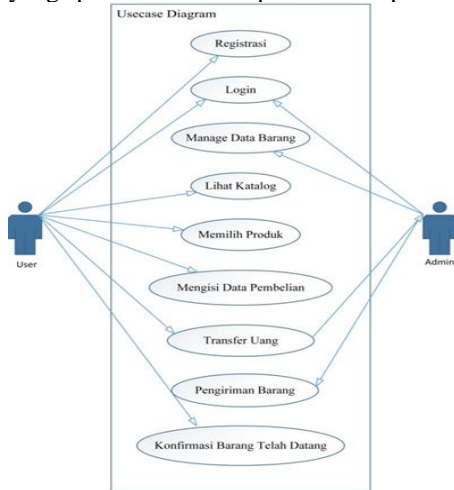 Usecase Diagram
Registrasi
Login
Manage Data Barang
Lihat Katalog
Memilih Produk
User
Admin
Mengisi Data Pembelian
Transfer Uang
Pengiriman Barang
Konfirmasi Barang Telah Datang